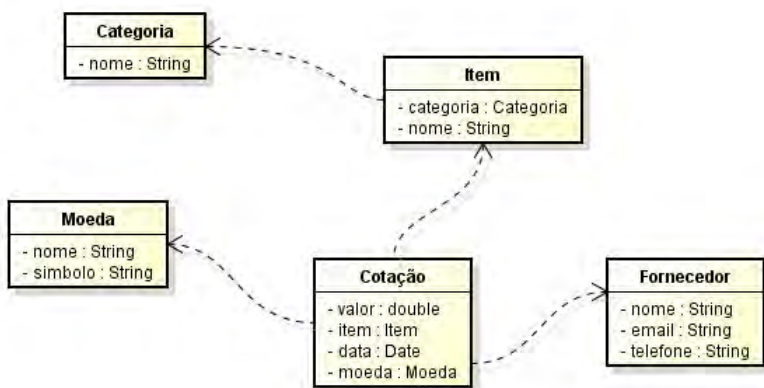 Categoria
- nome : String
Item
- categoria : Categoria
- nome : String
Moeda
- nome : String
- simbolo : String
Cotação
- valor : double
- item : Item
- data : Date
- moeda : Moeda
Fornecedor
- nome : String
- email : String
- telefone : String